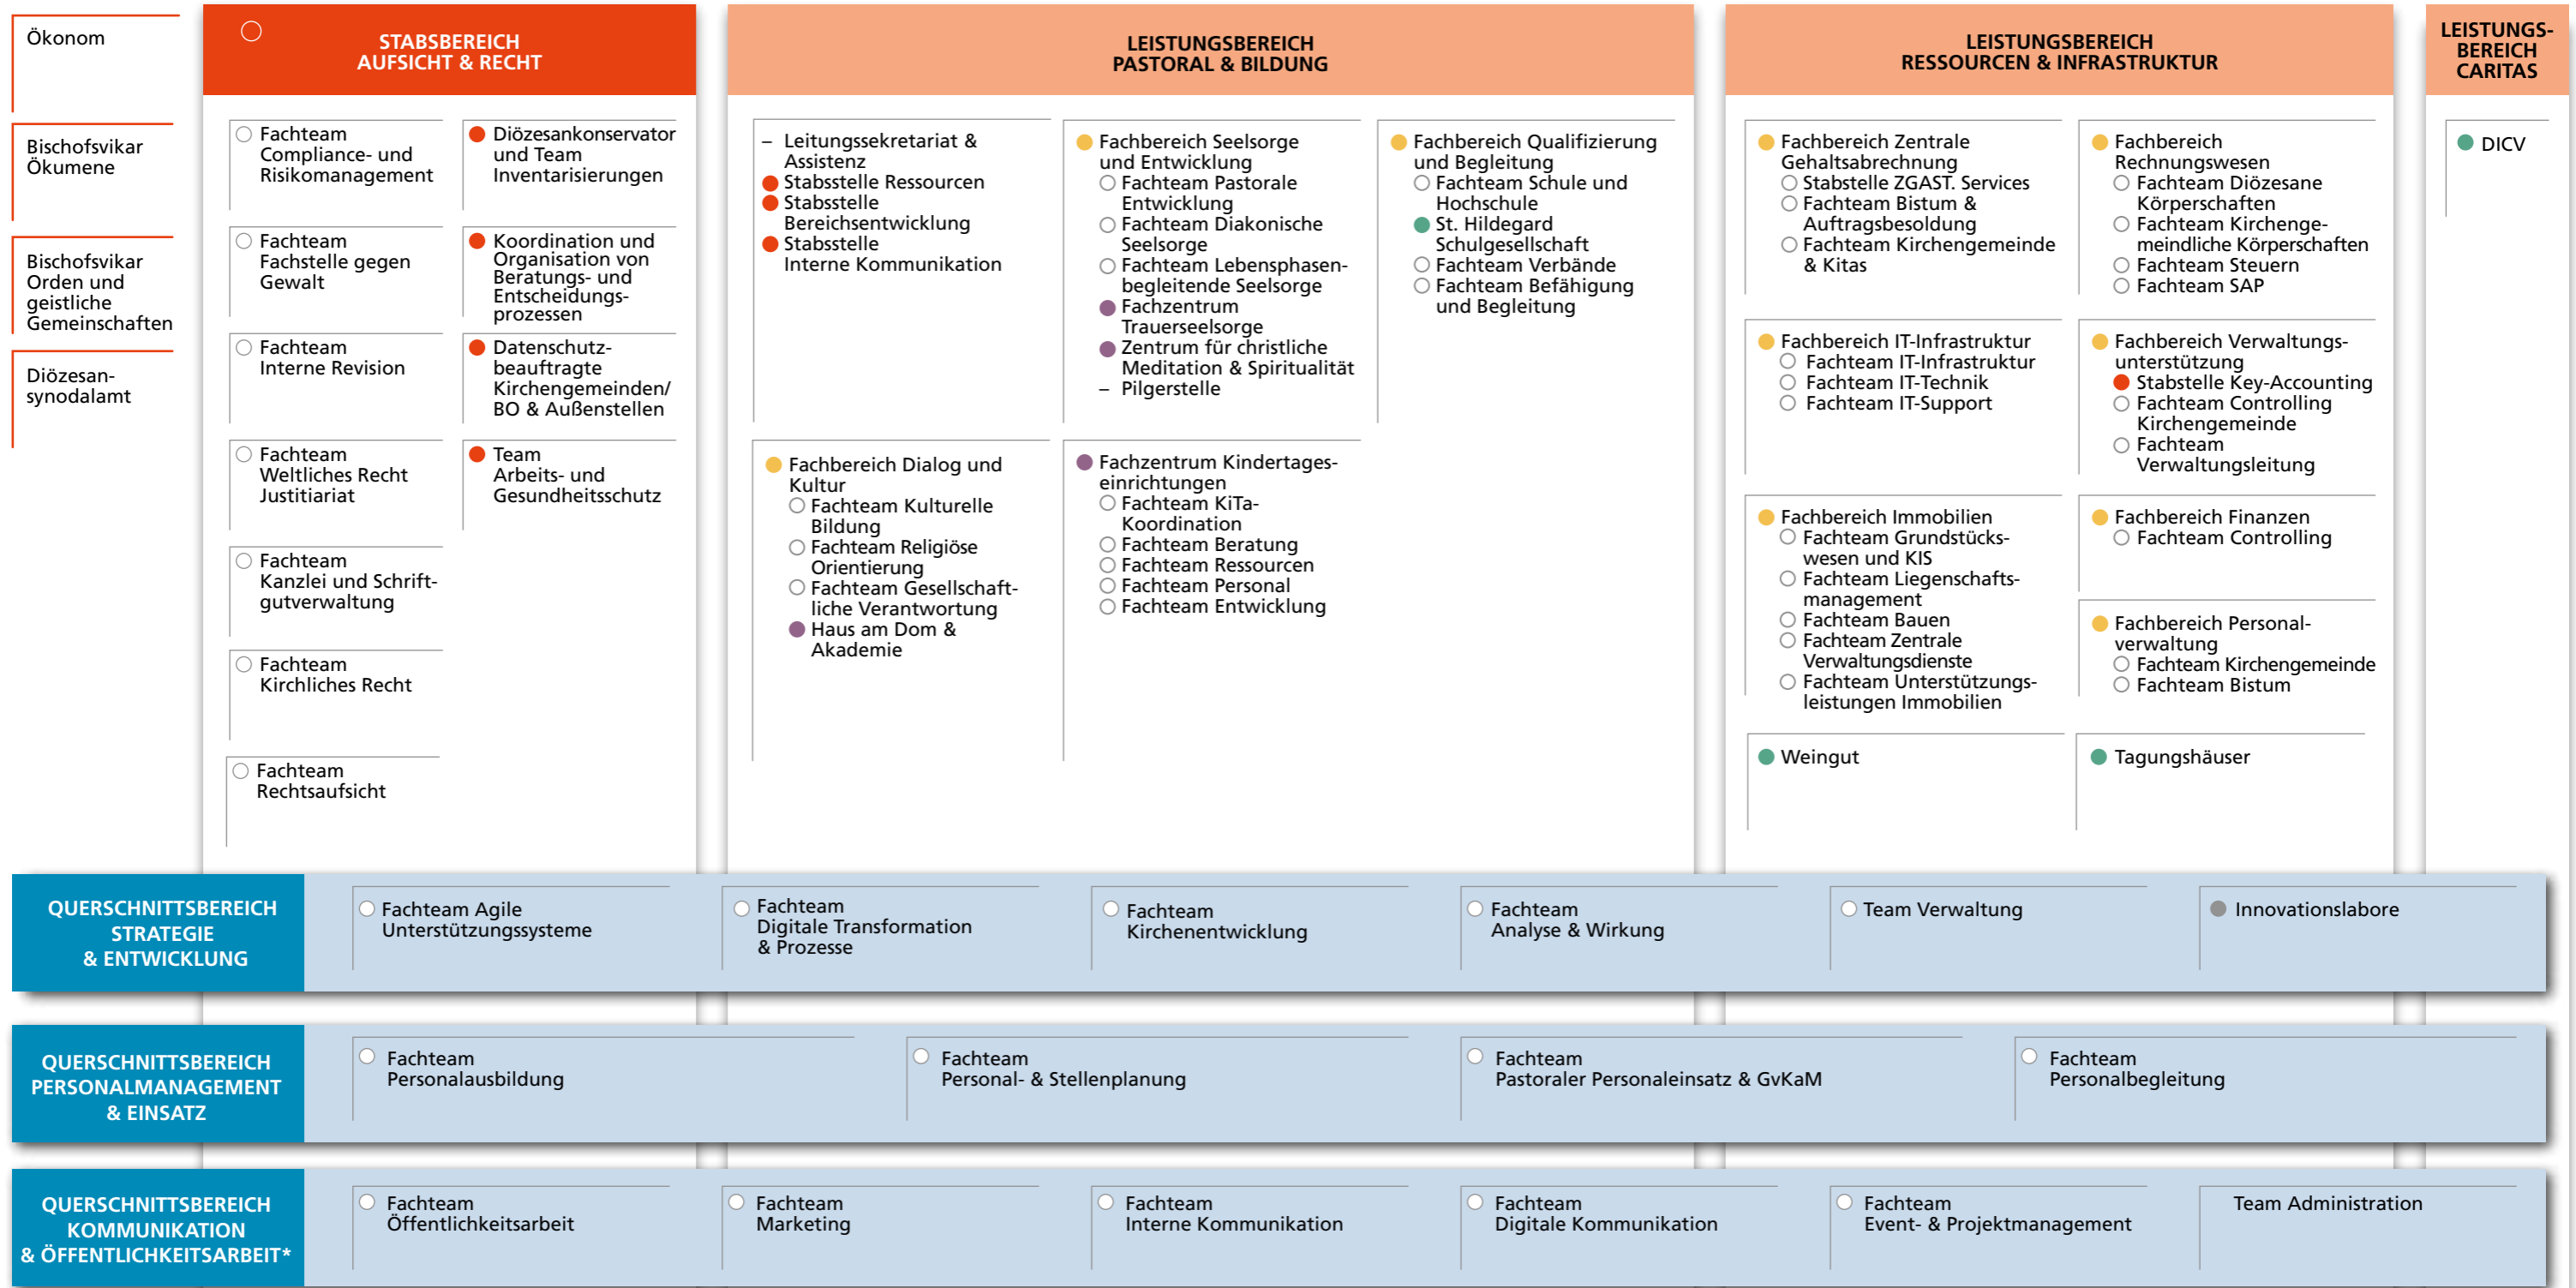 Ökonom
Bischofsvikar
Ökumene
Bischofsvikar
Orden und
geistliche
Gemeinschaften
Diözesan-
synodalamt
STABSBEREICH
AUFSICHT & RECHT
Fachteam
Compliance- und
Risikomanagement
Fachteam
Fachstelle gegen
Gewalt
Fachteam
Interne Revision
Fachteam
Weltliches Recht
Justitiariat
Fachteam
Kanzlei und Schrift-
gutverwaltung
Fachteam
Kirchliches Recht
Fachteam
Rechtsaufsicht
Diözesankonservator
und Team
Inventarisierungen
Koordination und
Organisation von
Beratungs- und
Entscheidungs-
prozessen
Datenschutz-
beauftragte
Kirchengemeinden/
BO & Außenstellen
Team
Arbeits- und
Gesundheitsschutz
LEISTUNGSBEREICH
PASTORAL & BILDUNG
– Leitungssekretariat &
Assistenz
Stabsstelle Ressourcen
Stabsstelle
Bereichsentwicklung
Stabsstelle
Interne Kommunikation
Fachbereich Seelsorge
und Entwicklung
Fachteam Pastorale
Entwicklung
Fachteam Diakonische
Seelsorge
Fachteam Lebensphasen-
begleitende Seelsorge
Fachzentrum
Trauerseelsorge
Zentrum für christliche
Meditation & Spiritualität
– Pilgerstelle
Fachbereich Qualifizierung
und Begleitung
Fachteam Schule und
Hochschule
St. Hildegard
Schulgesellschaft
Fachteam Verbände
Fachteam Befähigung
und Begleitung
Fachbereich Dialog und
Kultur
Fachteam Kulturelle
Bildung
Fachteam Religiöse
Orientierung
Fachteam Gesellschaft-
liche Verantwortung
Haus am Dom &
Akademie
Fachzentrum Kindertages-
einrichtungen
Fachteam KiTa-
Koordination
Fachteam Beratung
Fachteam Ressourcen
Fachteam Personal
Fachteam Entwicklung
LEISTUNGSBEREICH
RESSOURCEN & INFRASTRUKTUR
Fachbereich Zentrale
Gehaltsabrechnung
Stabstelle ZGAST. Services
Fachteam Bistum &
Auftragsbesoldung
Fachteam Kirchengemeinde
& Kitas
Fachbereich
Rechnungswesen
Fachteam Diözesane
Körperschaften
Fachteam Kirchenge-
meindliche Körperschaften
Fachteam Steuern
Fachteam SAP
Fachbereich IT-Infrastruktur
Fachteam IT-Infrastruktur
Fachteam IT-Technik
Fachteam IT-Support
Fachbereich Verwaltungs-
unterstützung
Stabstelle Key-Accounting
Fachteam Controlling
Kirchengemeinde
Fachteam
Verwaltungsleitung
Fachbereich Immobilien
Fachteam Grundstücks-
wesen und KIS
Fachteam Liegenschafts-
management
Fachteam Bauen
Fachteam Zentrale
Verwaltungsdienste
Fachteam Unterstützungs-
leistungen Immobilien
Fachbereich Finanzen
Fachteam Controlling
Fachbereich Personal-
verwaltung
Fachteam Kirchengemeinde
Fachteam Bistum
Weingut
Tagungshäuser
LEISTUNGS-
BEREICH
CARITAS
DICV
QUERSCHNITTSBEREICH
STRATEGIE
& ENTWICKLUNG
Fachteam Agile
Unterstützungssysteme
Fachteam
Digitale Transformation
& Prozesse
Fachteam
Kirchenentwicklung
Fachteam
Analyse & Wirkung
Team Verwaltung
Innovationslabore
QUERSCHNITTSBEREICH
PERSONALMANAGEMENT
& EINSATZ
Fachteam
Personalausbildung
Fachteam
Personal- & Stellenplanung
Fachteam
Pastoraler Personaleinsatz & GvKaM
Fachteam
Personalbegleitung
QUERSCHNITTSBEREICH
KOMMUNIKATION
& ÖFFENTLICHKEITSARBEIT*
Fachteam
Öffentlichkeitsarbeit
Fachteam
Marketing
Fachteam
Interne Kommunikation
Fachteam
Digitale Kommunikation
Fachteam
Event- & Projektmanagement
Team Administration